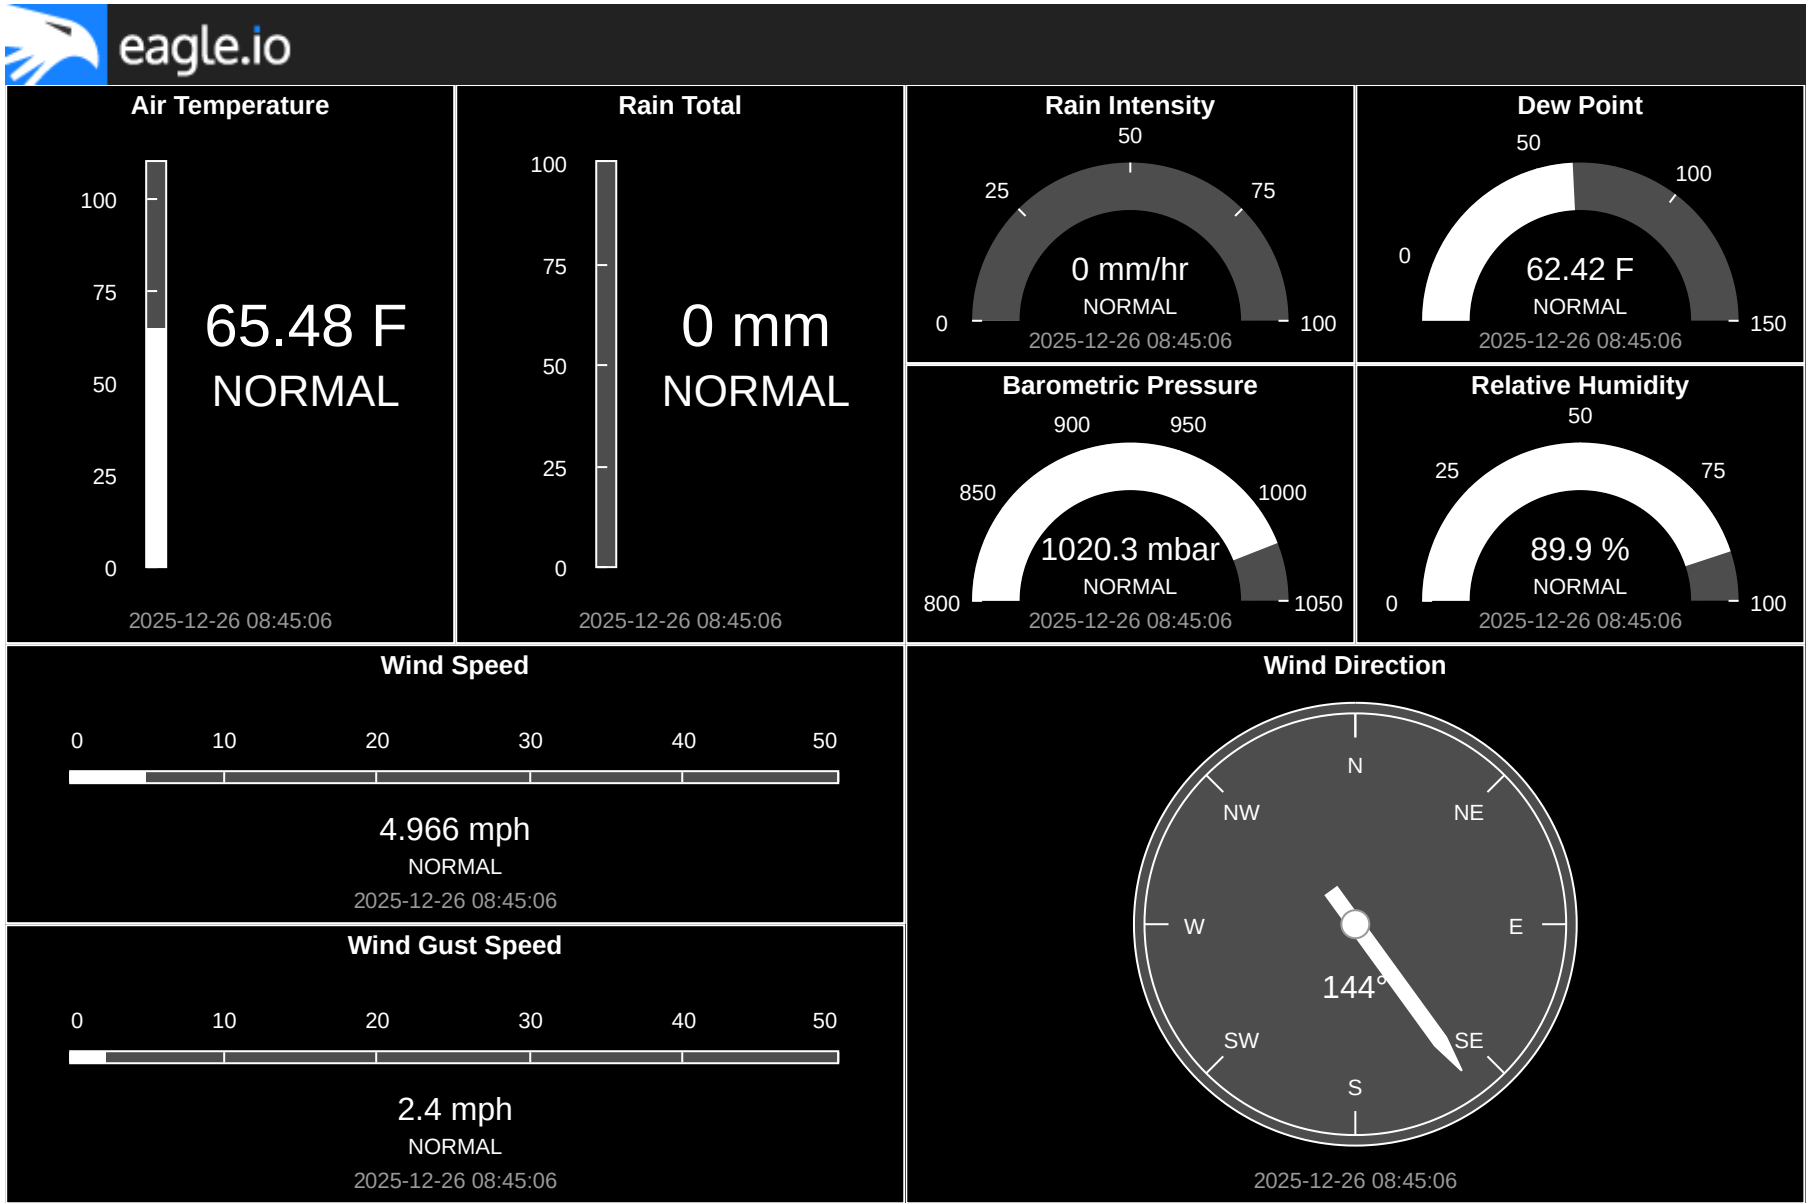 eagle.io
Air Temperature
100
75
50
25
0
65.48 F
NORMAL
2025-12-26 08:45:06
Rain Total
100
75
50
25
0
0 mm
NORMAL
2025-12-26 08:45:06
Rain Intensity
0
25
50
75
100
0 mm/hr
NORMAL
2025-12-26 08:45:06
Dew Point
0
50
100
150
62.42 F
NORMAL
2025-12-26 08:45:06
Barometric Pressure
800
850
900
950
1000
1050
1020.3 mbar
NORMAL
2025-12-26 08:45:06
Relative Humidity
0
25
50
75
100
89.9 %
NORMAL
2025-12-26 08:45:06
Wind Speed
0 10 20 30 40 50
4.966 mph
NORMAL
2025-12-26 08:45:06
Wind Gust Speed
0 10 20 30 40 50
2.4 mph
NORMAL
2025-12-26 08:45:06
Wind Direction
N
NW NE
W E
144°
SW SE
S
2025-12-26 08:45:06